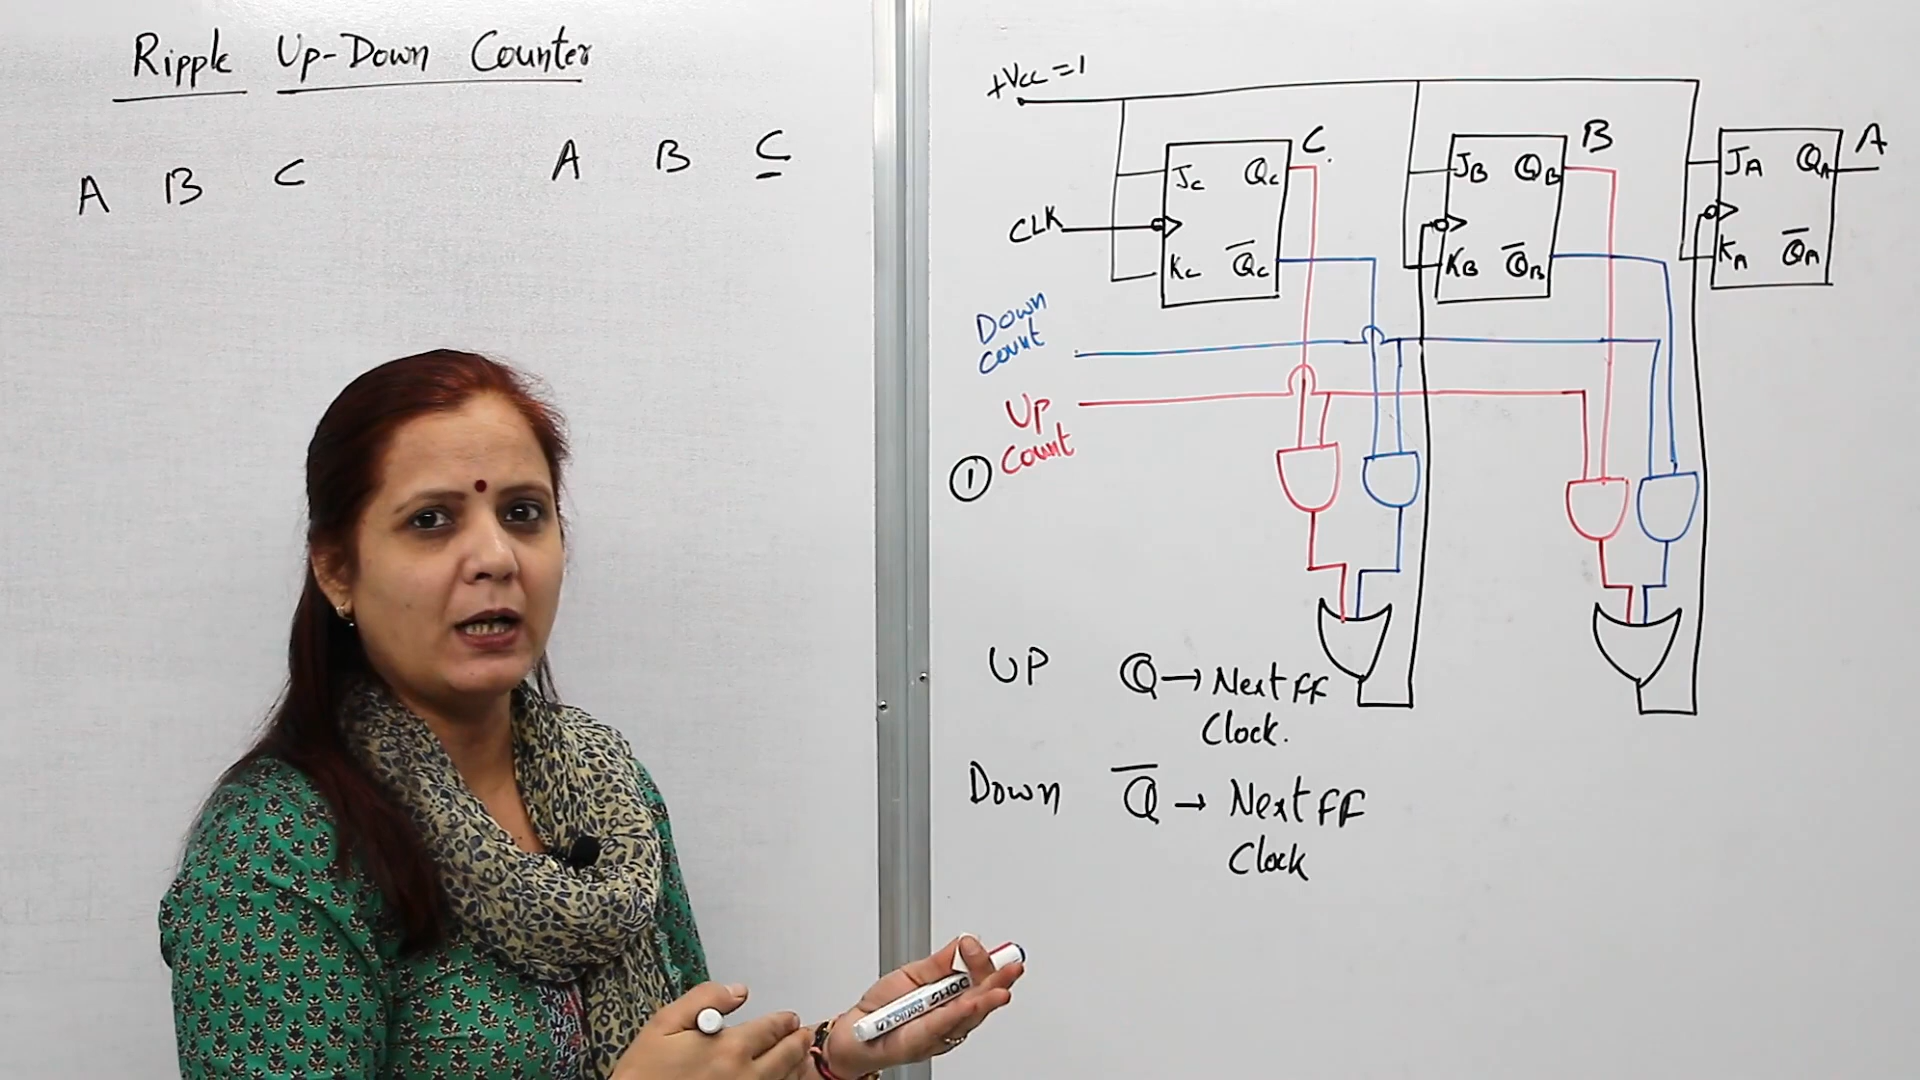 Ripple Up-Down Counter
A B C
A B C
+Vcc = 1
C
B
A
JC QC
JB QB
JA QA
CLK
KC Q̅C
KB Q̅B
KA Q̅A
Down
Count
Up
① Count
UP Q → Next FF
Clock.
Down Q̅ → Next FF
Clock